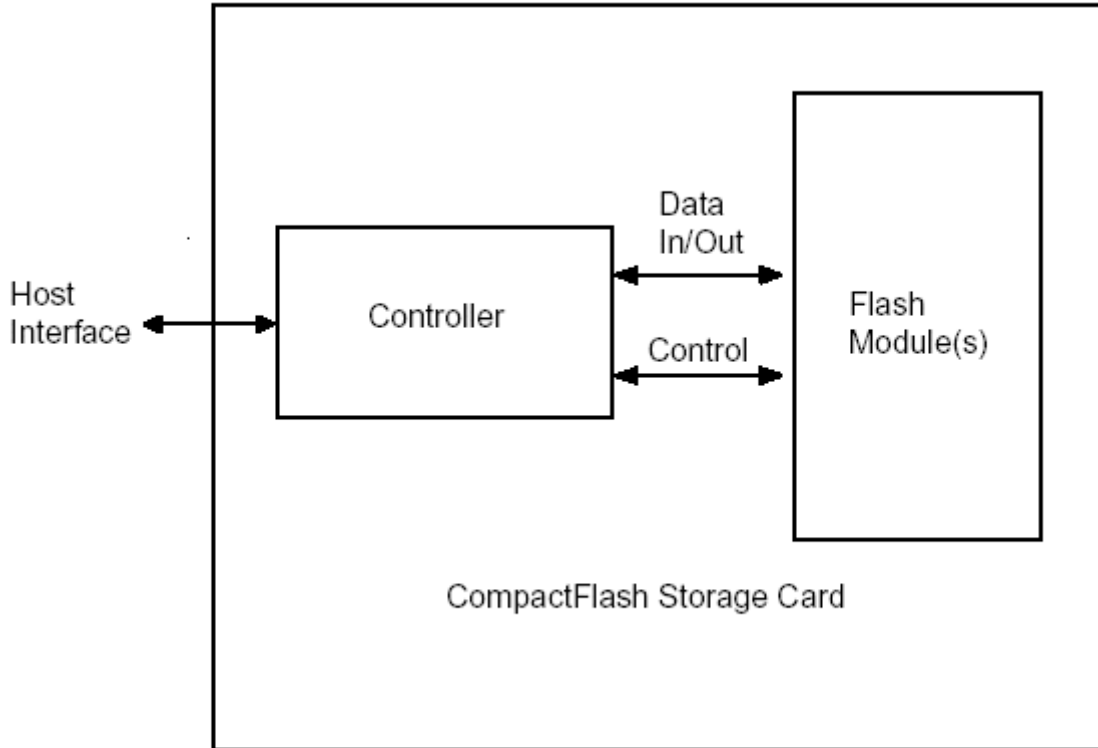 Host
Interface
Controller
Data
In/Out
Control
Flash
Module(s)
CompactFlash Storage Card